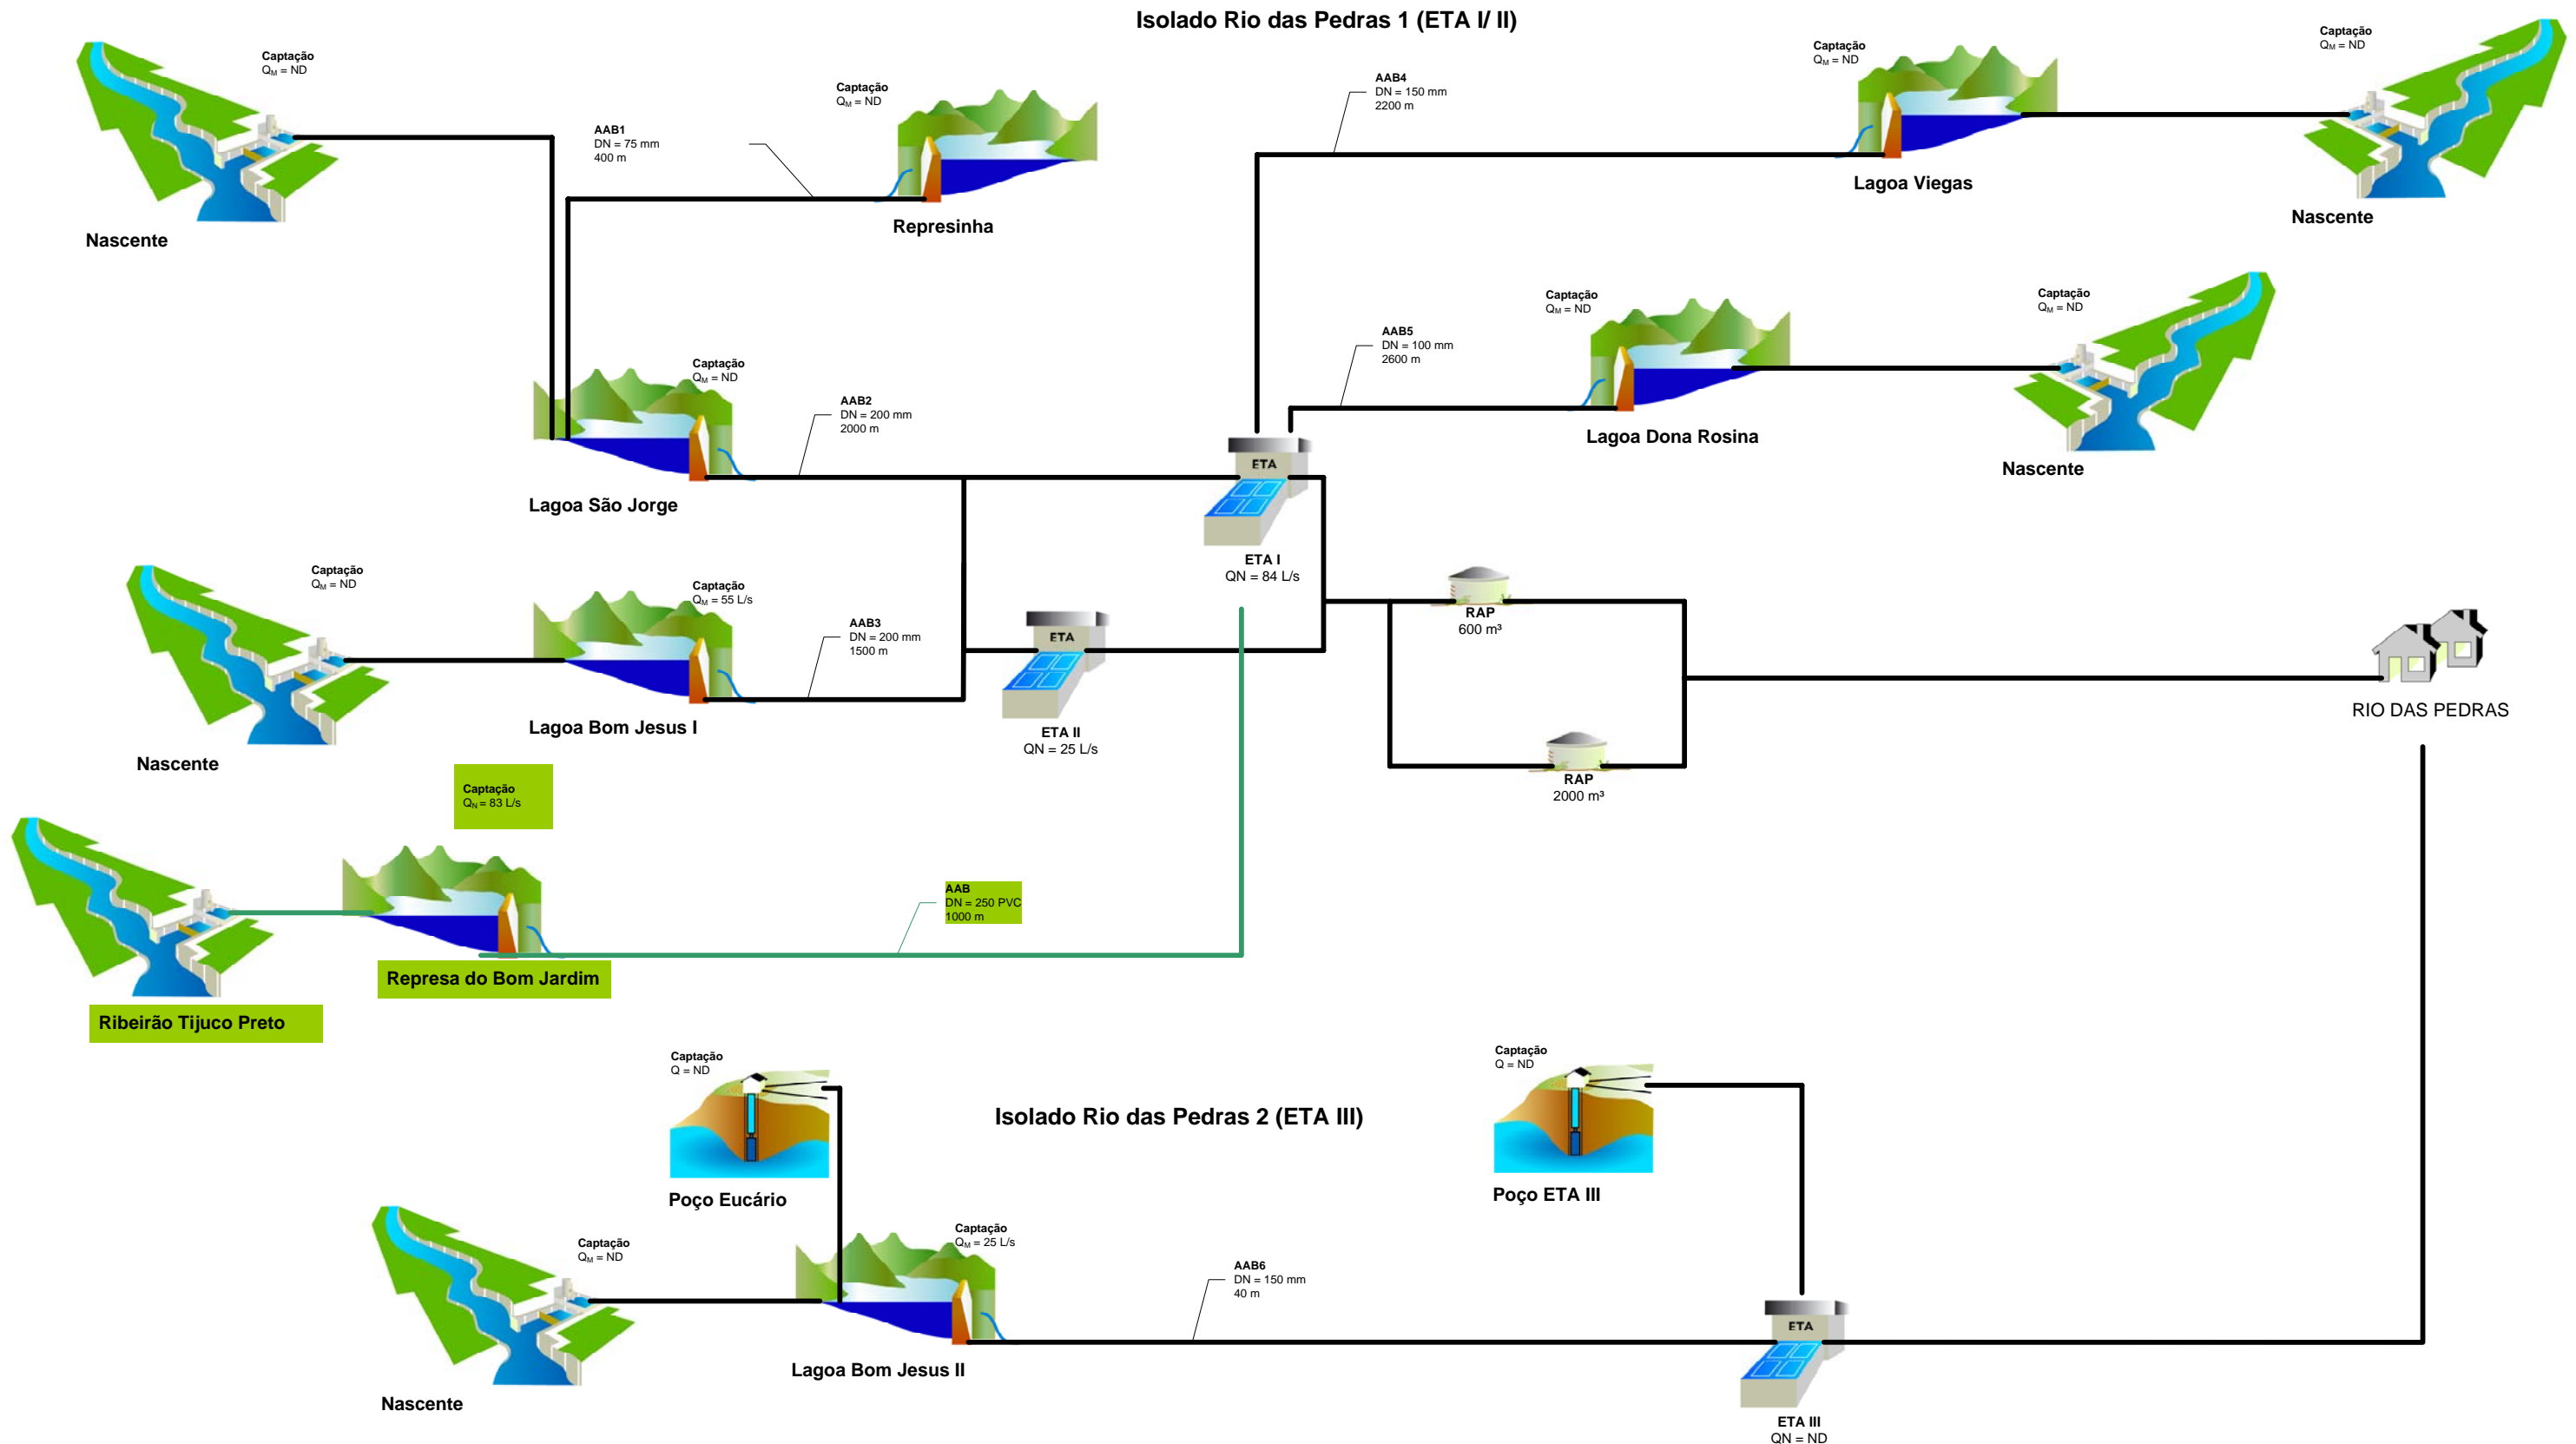 Isolado Rio das Pedras 1 (ETA I/ II)
Captação
QM = ND
Nascente
AAB1
DN = 75 mm
400 m
Captação
QM = ND
Represinha
AAB4
DN = 150 mm
2200 m
Captação
QM = ND
Lagoa Viegas
Captação
QM = ND
Nascente
Captação
QM = ND
Lagoa São Jorge
AAB2
DN = 200 mm
2000 m
AAB5
DN = 100 mm
2600 m
Captação
QM = ND
Lagoa Dona Rosina
Captação
QM = ND
Nascente
ETA
ETA I
QN = 84 L/s
Captação
QM = ND
Nascente
Captação
QM = 55 L/s
Lagoa Bom Jesus I
AAB3
DN = 200 mm
1500 m
ETA
ETA II
QN = 25 L/s
RAP
600 m³
RAP
2000 m³
RIO DAS PEDRAS
Captação
QN = 83 L/s
Represa do Bom Jardim
Ribeirão Tijuco Preto
AAB
DN = 250 PVC
1000 m
Isolado Rio das Pedras 2 (ETA III)
Captação
Q = ND
Poço Eucário
Captação
Q = ND
Poço ETA III
Captação
QM = ND
Nascente
Captação
QM = 25 L/s
Lagoa Bom Jesus II
AAB6
DN = 150 mm
40 m
ETA
ETA III
QN = ND